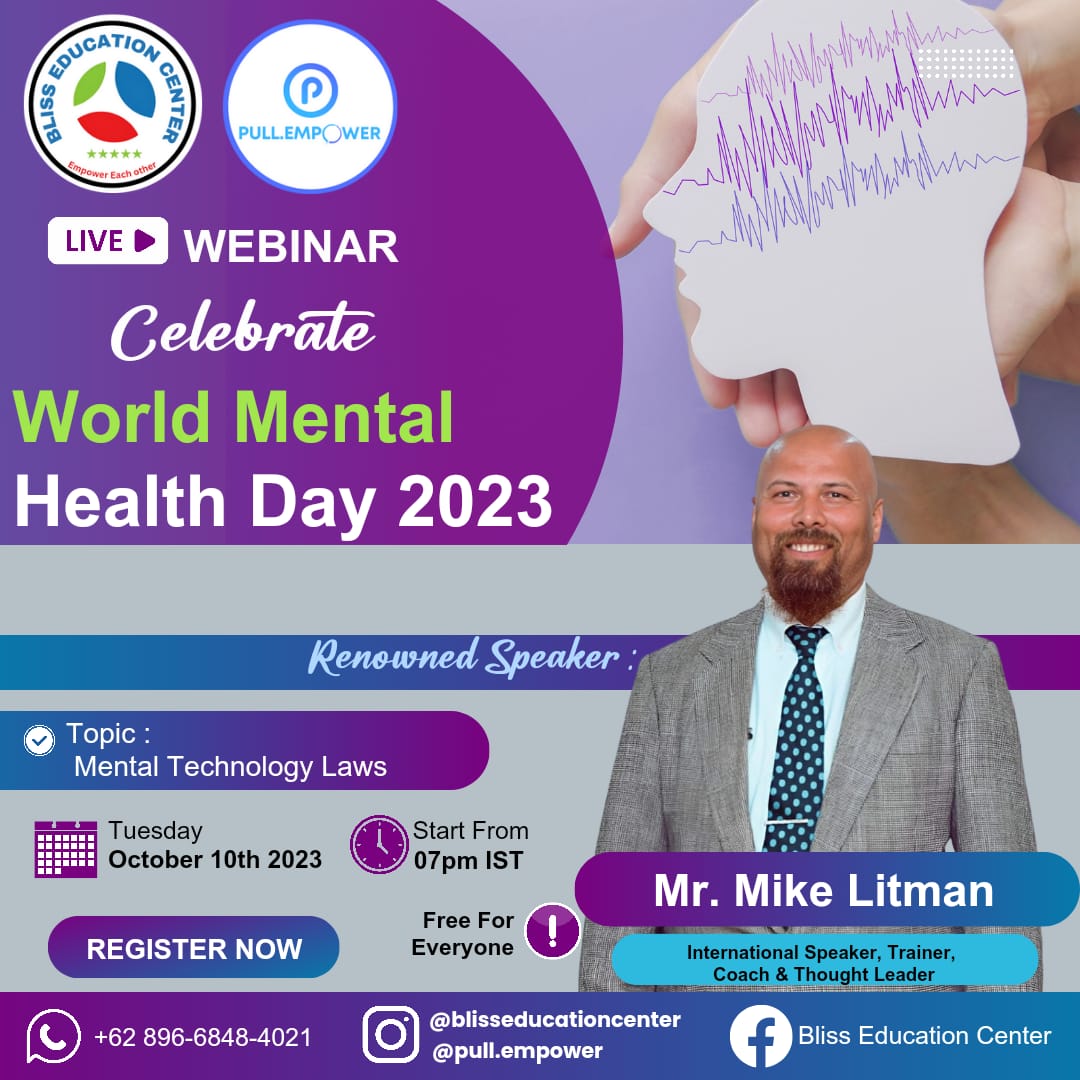 BLISS EDUCATION CENTER
★★★★★
Empower Each other
PULL.EMPOWER
LIVE
WEBINAR
Celebrate
World Mental
Health Day 2023
Renowned Speaker :
Topic :
Mental Technology Laws
Tuesday
October 10th 2023
Start From
07pm IST
Mr. Mike Litman
International Speaker, Trainer,
Coach & Thought Leader
Free For
Everyone
REGISTER NOW
+62 896-6848-4021
@blisseducationcenter
@pull.empower
Bliss Education Center